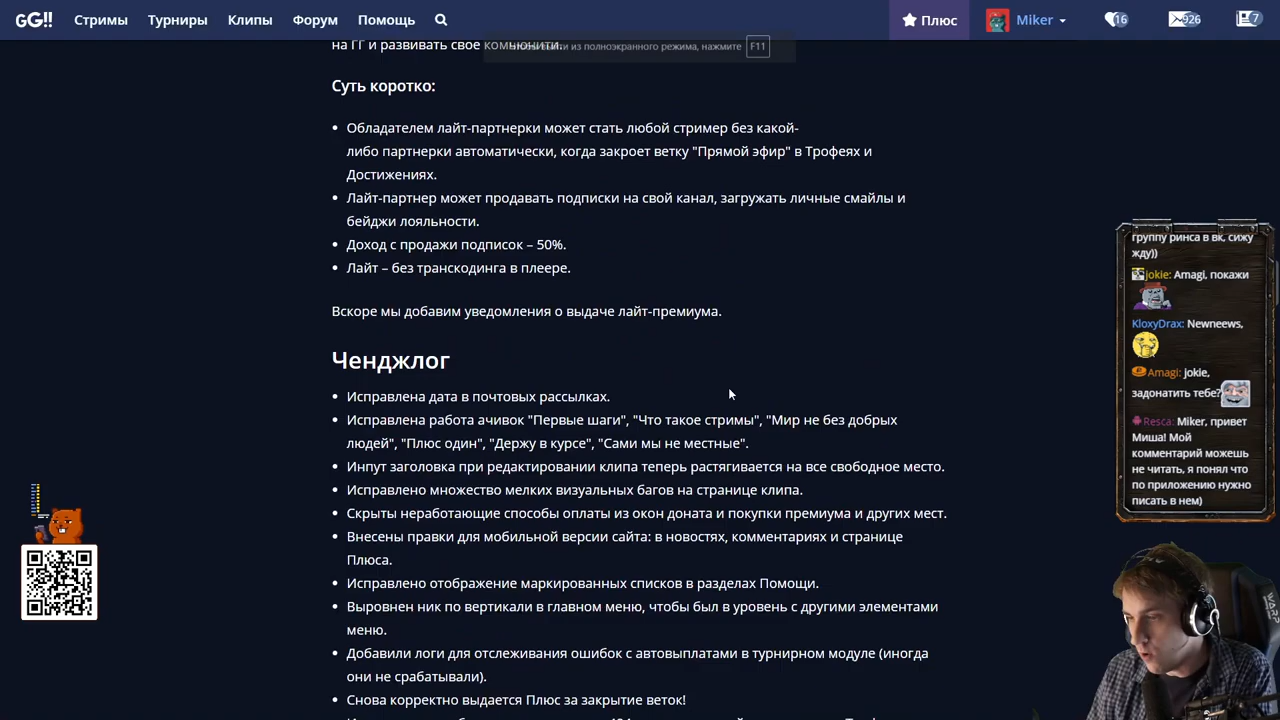 GG!! Стримы Турниры Клипы Форум Помощь Плюс Miker 16 926 7
на ГГ и развивать свое комьюнити.
Чтобы выйти из полноэкранного режима, нажмите F11
Суть коротко:
• Обладателем лайт-партнерки может стать любой стример без какой-
либо партнерки автоматически, когда закроет ветку "Прямой эфир" в Трофеях и
Достижениях.
• Лайт-партнер может продавать подписки на свой канал, загружать личные смайлы и
бейджи лояльности.
• Доход с продажи подписок – 50%.
• Лайт – без транскодинга в плеере.
Вскоре мы добавим уведомления о выдаче лайт-премиума.
Ченджлог
• Исправлена дата в почтовых рассылках.
• Исправлена работа ачивок "Первые шаги", "Что такое стримы", "Мир не без добрых
людей", "Плюс один", "Держу в курсе", "Сами мы не местные".
• Инпут заголовка при редактировании клипа теперь растягивается на все свободное место.
• Исправлено множество мелких визуальных багов на странице клипа.
• Скрыты неработающие способы оплаты из окон доната и покупки премиума и других мест.
• Внесены правки для мобильной версии сайта: в новостях, комментариях и странице
Плюса.
• Исправлено отображение маркированных списков в разделах Помощи.
• Выровнен ник по вертикали в главном меню, чтобы был в уровень с другими элементами
меню.
• Добавили логи для отслеживания ошибок с автовыплатами в турнирном модуле (иногда
они не срабатывали).
• Снова корректно выдается Плюс за закрытие веток!
группу ринса в вк. сижу
жду))
Jokie: Amagi, покажи
KloxyDrax: Newneews,
Amagi: jokie,
задонатить тебе?
Resca: Miker, привет
Миша! Мой
комментарий можешь
не читать, я понял что
по приложению нужно
писать в нем)
WARP